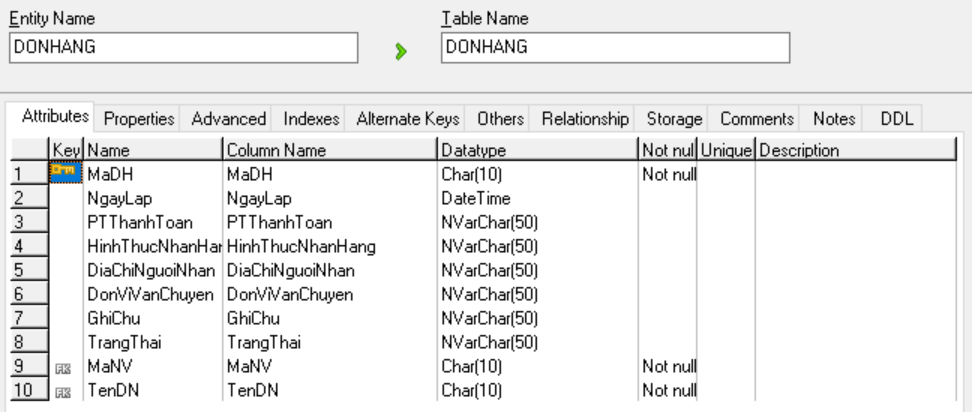 Entity Name Table Name
DONHANG DONHANG
Attributes Properties Advanced Indexes Alternate Keys Others Relationship Storage Comments Notes DDL
Key Name Column Name Datatype Not nul Unique Description
1 MaDH MaDH Char(10) Not null
2 NgayLap NgayLap DateTime
3 PTThanhToan PTThanhToan NVarChar(50)
4 HinhThucNhanHar HinhThucNhanHang NVarChar(50)
5 DiaChiNguoiNhan DiaChiNguoiNhan NVarChar(50)
6 DonViVanChuyen DonViVanChuyen NVarChar(50)
7 GhiChu GhiChu NVarChar(50)
8 TrangThai TrangThai NVarChar(50)
9 FK MaNV MaNV Char(10) Not null
10 FK TenDN TenDN Char(10) Not null